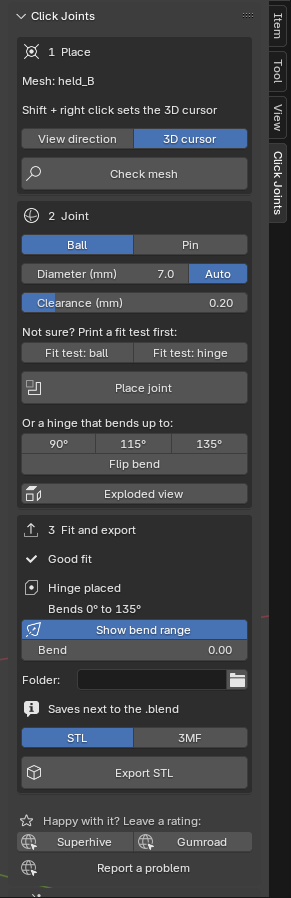 Click Joints
1 Place
Mesh: held_B
Shift + right click sets the 3D cursor
View direction 3D cursor
Check mesh
2 Joint
Ball Pin
Diameter (mm) 7.0 Auto
Clearance (mm) 0.20
Not sure? Print a fit test first:
Fit test: ball Fit test: hinge
Place joint
Or a hinge that bends up to:
90° 115° 135°
Flip bend
Exploded view
3 Fit and export
Good fit
Hinge placed
Bends 0° to 135°
Show bend range
Bend 0.00
Folder:
Saves next to the .blend
STL 3MF
Export STL
Happy with it? Leave a rating:
Superhive Gumroad
Report a problem
Item
Tool
View
Click Joints